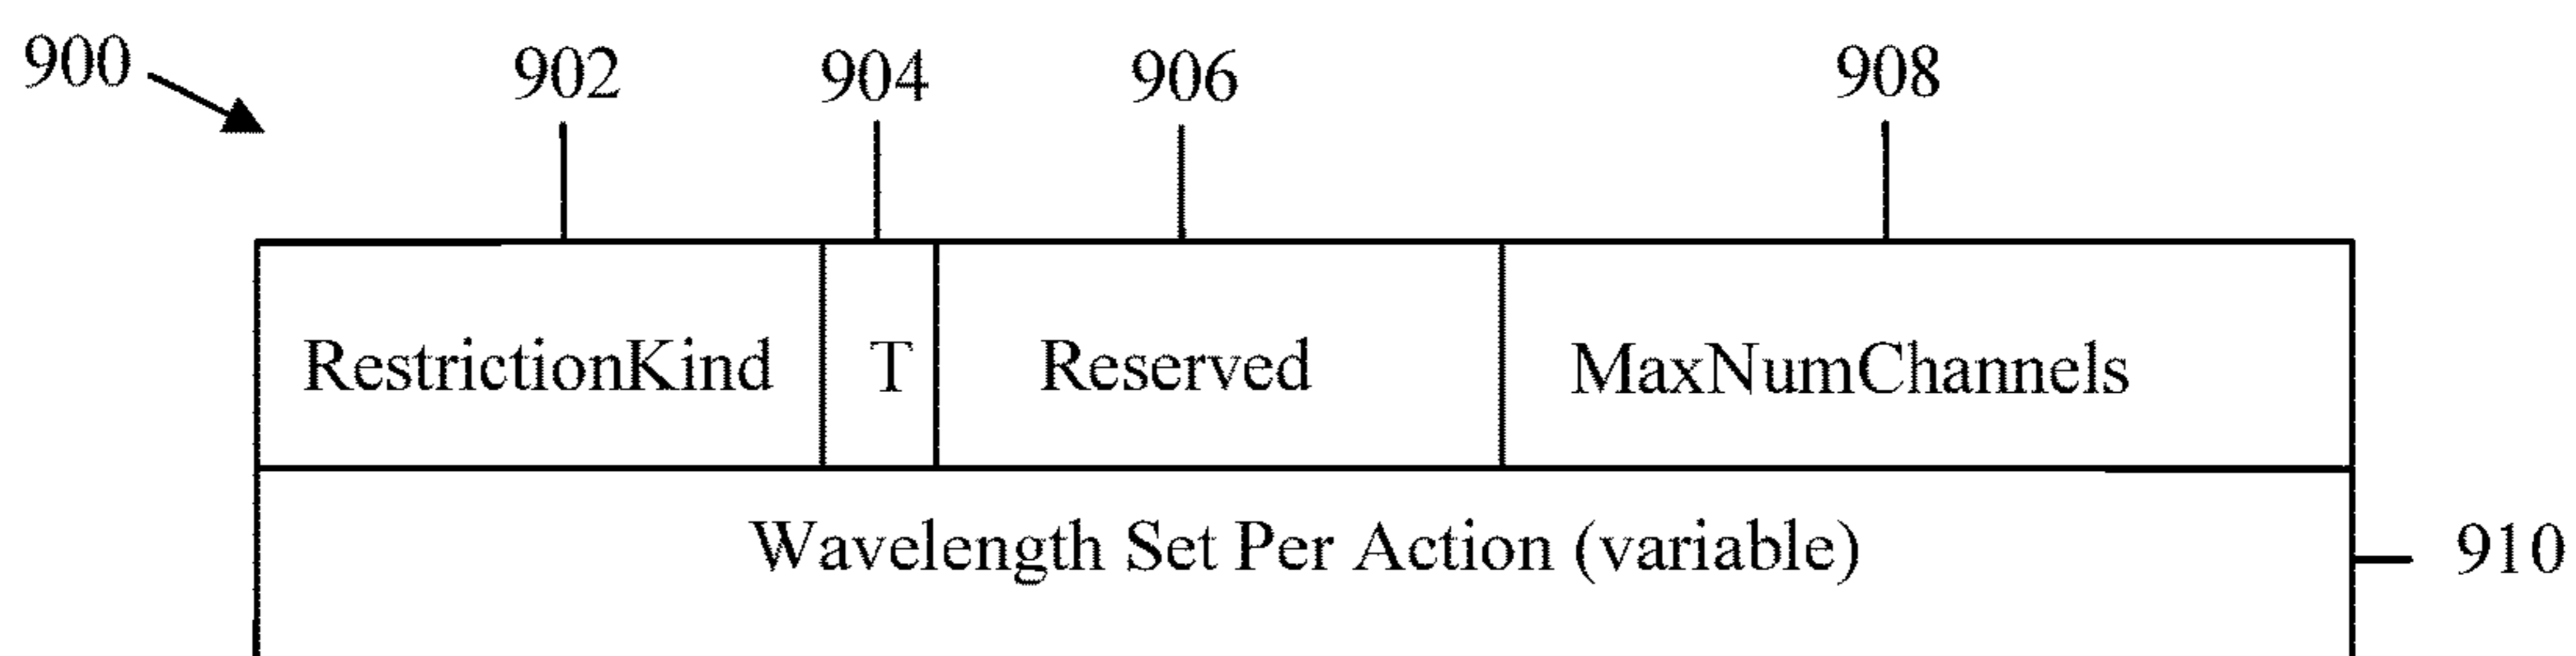 900 902 904 906 908
RestrictionKind T Reserved MaxNumChannels
Wavelength Set Per Action (variable) 910